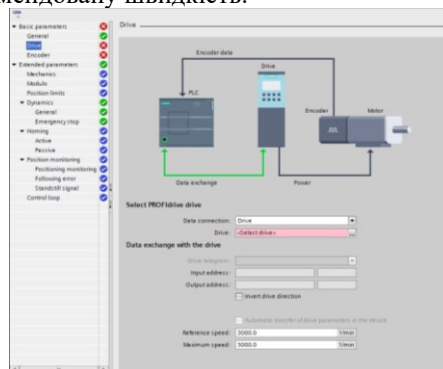 мендовану швидкість.
Drive
Basic parameters
General
Drive
Encoder
Extended parameters
Mechanics
Modulo
Position limits
Dynamics
General
Emergency stop
Homing
Active
Passive
Position monitoring
Positioning monitoring
Following error
Standstill signal
Control loop
Encoder data
Drive
PLC
Encoder
Motor
Data exchange
Power
Select PROFIdrive drive
Data connection: Drive
Drive: <Select drive>
Data exchange with the drive
Drive telegram:
Input address:
Output address:
Invert drive direction
Automatic transfer of drive parameters in the device
Reference speed: 3000.0 1/min
Maximum speed: 3000.0 1/min